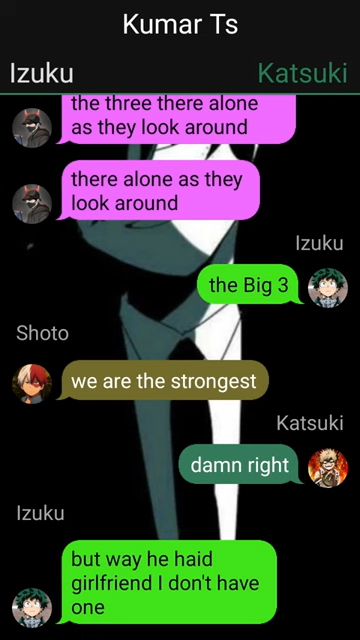 Kumar Ts
Izuku
Katsuki
the three there alone
as they look around
there alone as they
look around
Izuku
the Big 3
Shoto
we are the strongest
Katsuki
damn right
Izuku
but way he haid
girlfriend I don't have
one